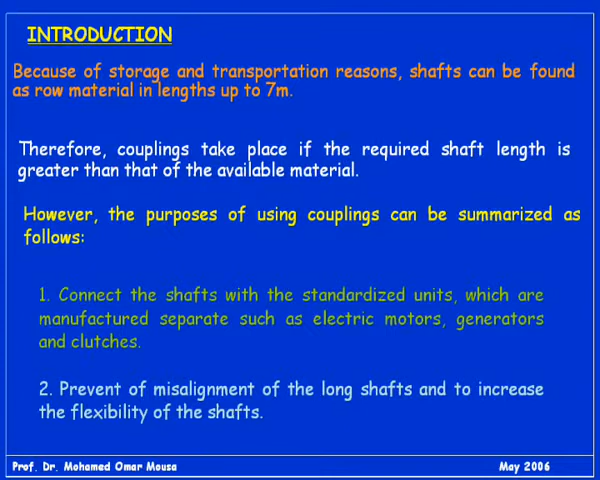 INTRODUCTION
Because of storage and transportation reasons, shafts can be found
as row material in lengths up to 7m.
Therefore, couplings take place if the required shaft length is
greater than that of the available material.
However, the purposes of using couplings can be summarized as
follows:
1. Connect the shafts with the standardized units, which are
manufactured separate such as electric motors, generators
and clutches.
2. Prevent of misalignment of the long shafts and to increase
the flexibility of the shafts.
Prof. Dr. Mohamed Omar Mousa
May 2006